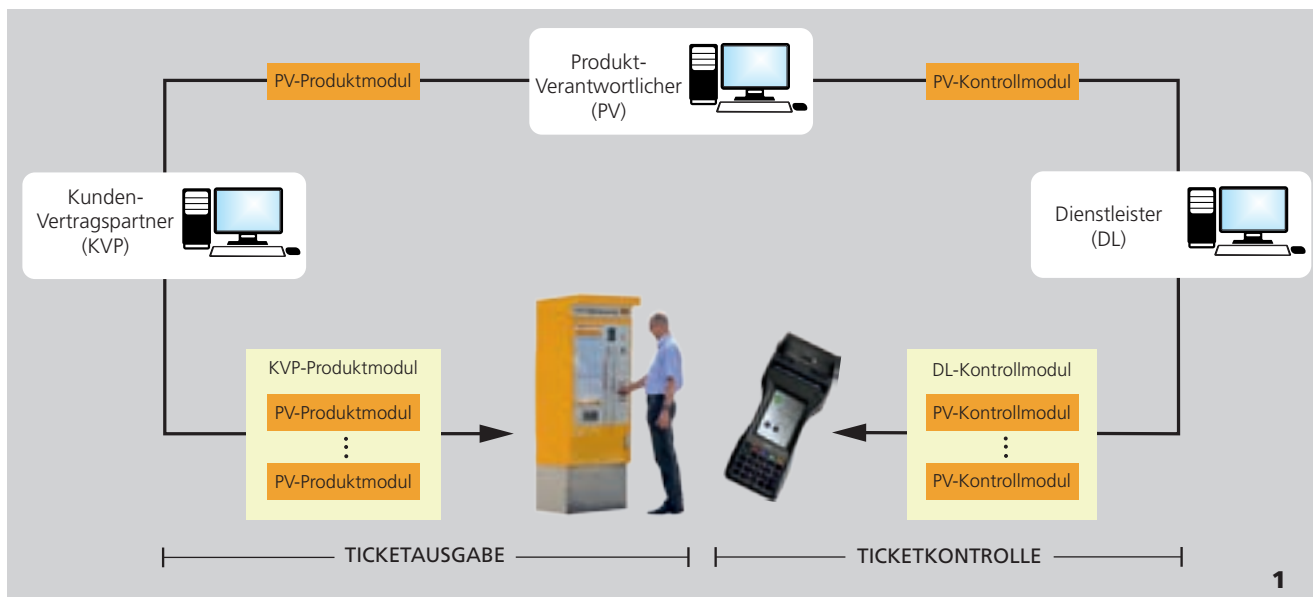 Produkt-
Verantwortlicher
(PV)
PV-Produktmodul
PV-Kontrollmodul
Kunden-
Vertragspartner
(KVP)
Dienstleister
(DL)
KVP-Produktmodul
PV-Produktmodul
PV-Produktmodul
DL-Kontrollmodul
PV-Kontrollmodul
PV-Kontrollmodul
TICKETAUSGABE
TICKETKONTROLLE
1